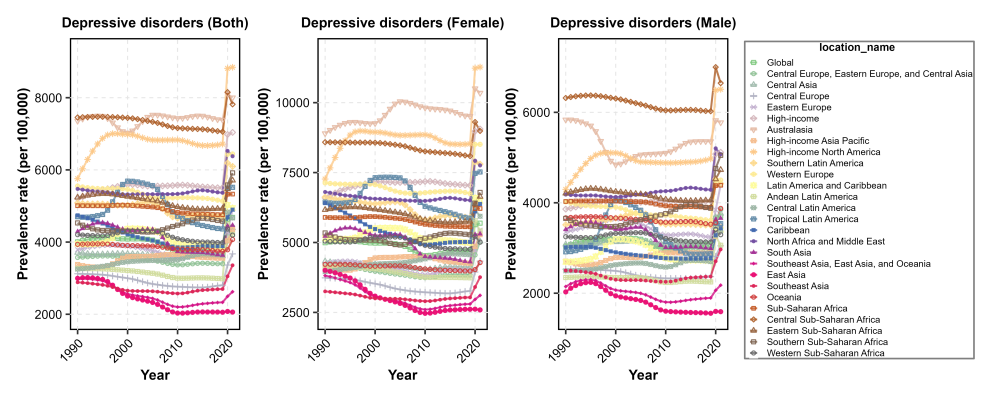 Depressive disorders (Both)
Prevalence rate (per 100,000)
8000
6000
4000
2000
1990
2000
2010
2020
Year
Depressive disorders (Female)
Prevalence rate (per 100,000)
10000
7500
5000
2500
1990
2000
2010
2020
Year
Depressive disorders (Male)
Prevalence rate (per 100,000)
6000
4000
2000
1990
2000
2010
2020
Year
location_name
Global
Central Europe, Eastern Europe, and Central Asia
Central Asia
Central Europe
Eastern Europe
High-income
Australasia
High-income Asia Pacific
High-income North America
Southern Latin America
Western Europe
Latin America and Caribbean
Andean Latin America
Central Latin America
Tropical Latin America
Caribbean
North Africa and Middle East
South Asia
Southeast Asia, East Asia, and Oceania
East Asia
Southeast Asia
Oceania
Sub-Saharan Africa
Central Sub-Saharan Africa
Eastern Sub-Saharan Africa
Southern Sub-Saharan Africa
Western Sub-Saharan Africa